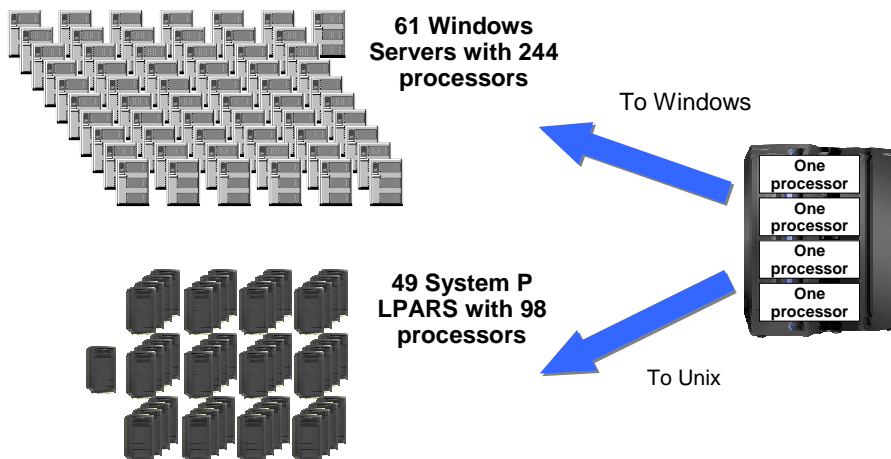 61 Windows
Servers with 244
processors
To Windows
One
processor
One
processor
One
processor
One
processor
49 System P
LPARS with 98
processors
To Unix